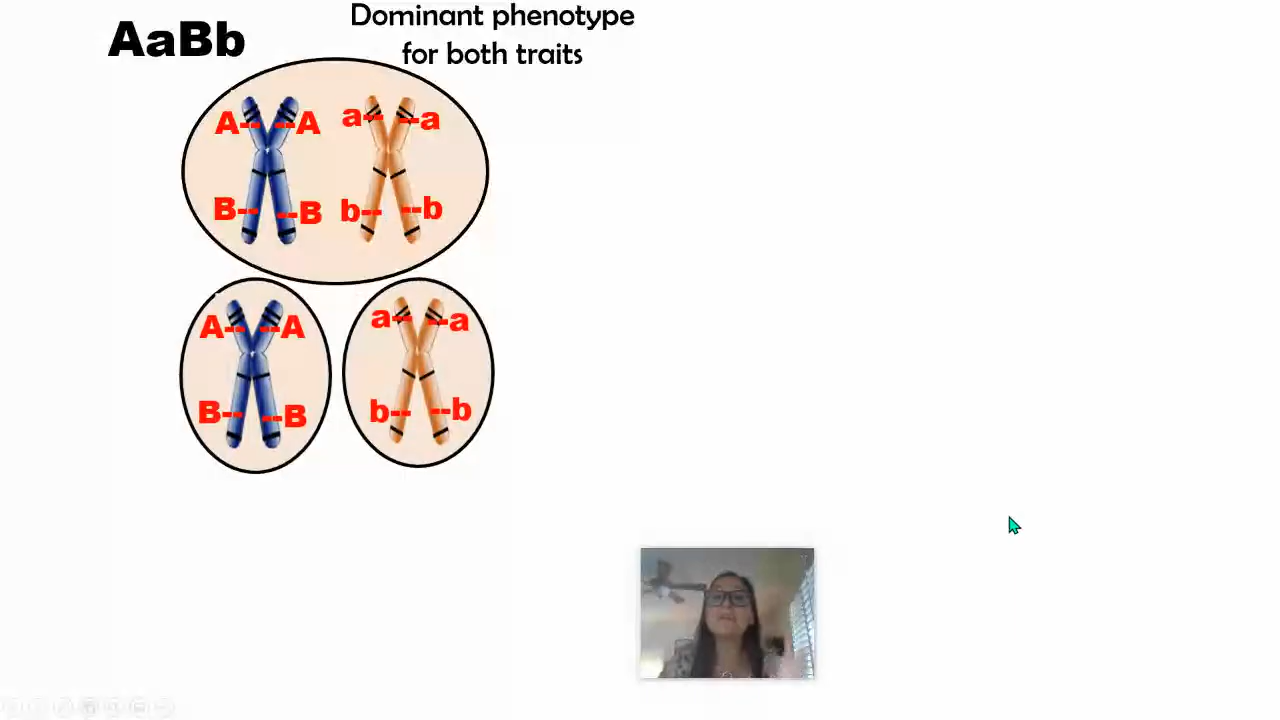 AaBb
Dominant phenotype
for both traits
A-- --A a-- --a
B-- --B b-- --b
A-- --A a-- --a
B-- --B b-- --b